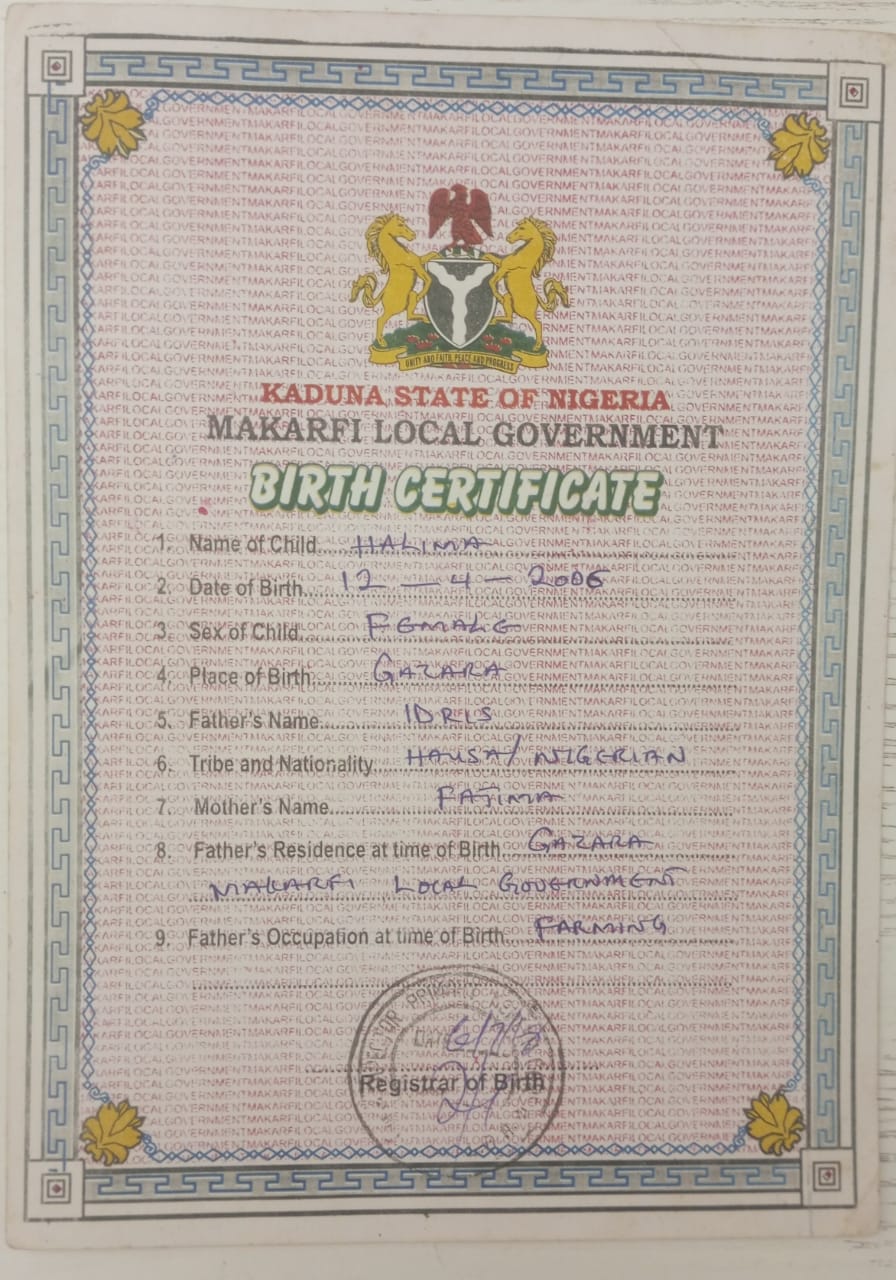 UNITY AND FAITH, PEACE AND PROGRESS
KADUNA STATE OF NIGERIA
MAKARFI LOCAL GOVERNMENT
BIRTH CERTIFICATE
1. Name of Child HALIMA
2. Date of Birth 12 - 4 - 2006
3. Sex of Child FEMALE
4. Place of Birth GAZARA
5. Father's Name IDRIS
6. Tribe and Nationality HAUSA/ NIGERIAN
7. Mother's Name FATIMA
8. Father's Residence at time of Birth GAZARA
MAKARFI LOCAL GOVERNMENT
9. Father's Occupation at time of Birth FARMING
Registrar of Birth